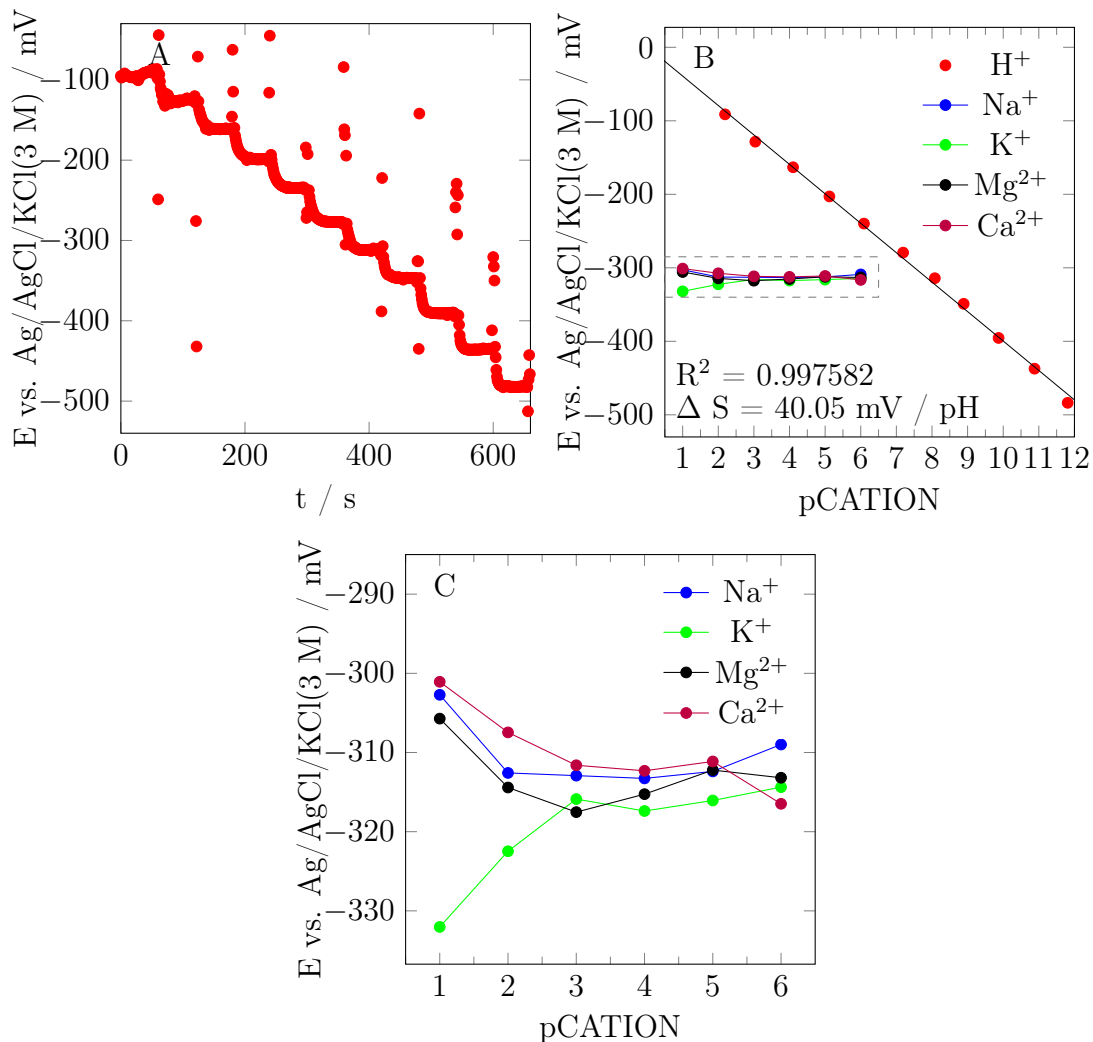 E vs. Ag/AgCl/KCl(3 M) / mV
A
−100
−200
−300
−400
−500
0
200
400
600
t / s
E vs. Ag/AgCl/KCl(3 M) / mV
B
0
−100
−200
−300
−400
−500
H⁺
Na⁺
K⁺
Mg²⁺
Ca²⁺
R² = 0.997582
Δ S = 40.05 mV / pH
1 2 3 4 5 6 7 8 9 10 11 12
pCATION
E vs. Ag/AgCl/KCl(3 M) / mV
C
−290
−300
−310
−320
−330
Na⁺
K⁺
Mg²⁺
Ca²⁺
1 2 3 4 5 6
pCATION